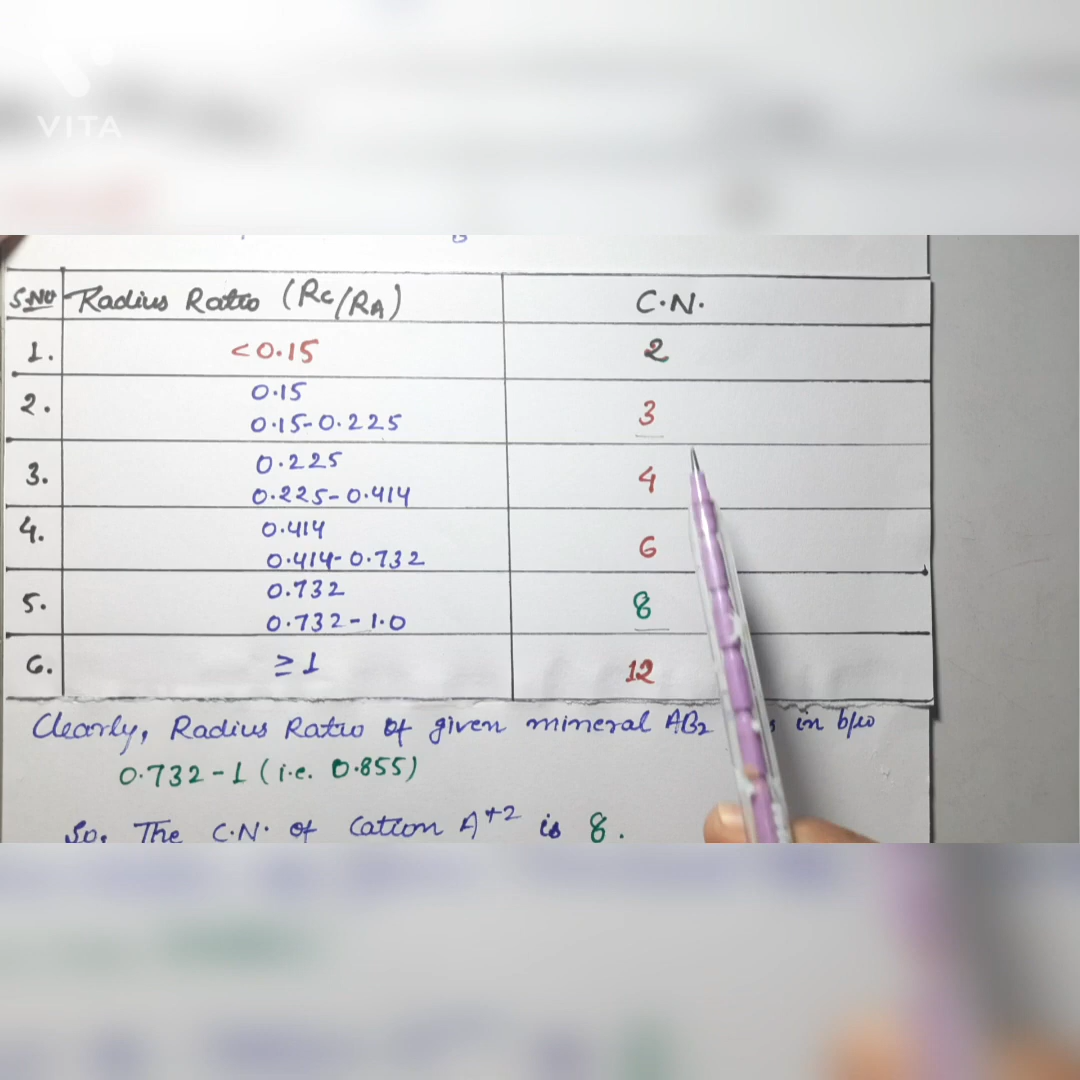 VITA
S.No Radius Ratio (Rc/RA) C.N.
1. <0.15 2
2. 0.15
0.15-0.225 3
3. 0.225
0.225-0.414 4
4. 0.414
0.414-0.732 6
5. 0.732
0.732-1.0 8
6. ≥1 12
Clearly, Radius Ratio of given mineral AB2 in b/w
0.732-1 (i.e. 0.855)
So, The C.N. of Cation A+2 is 8.